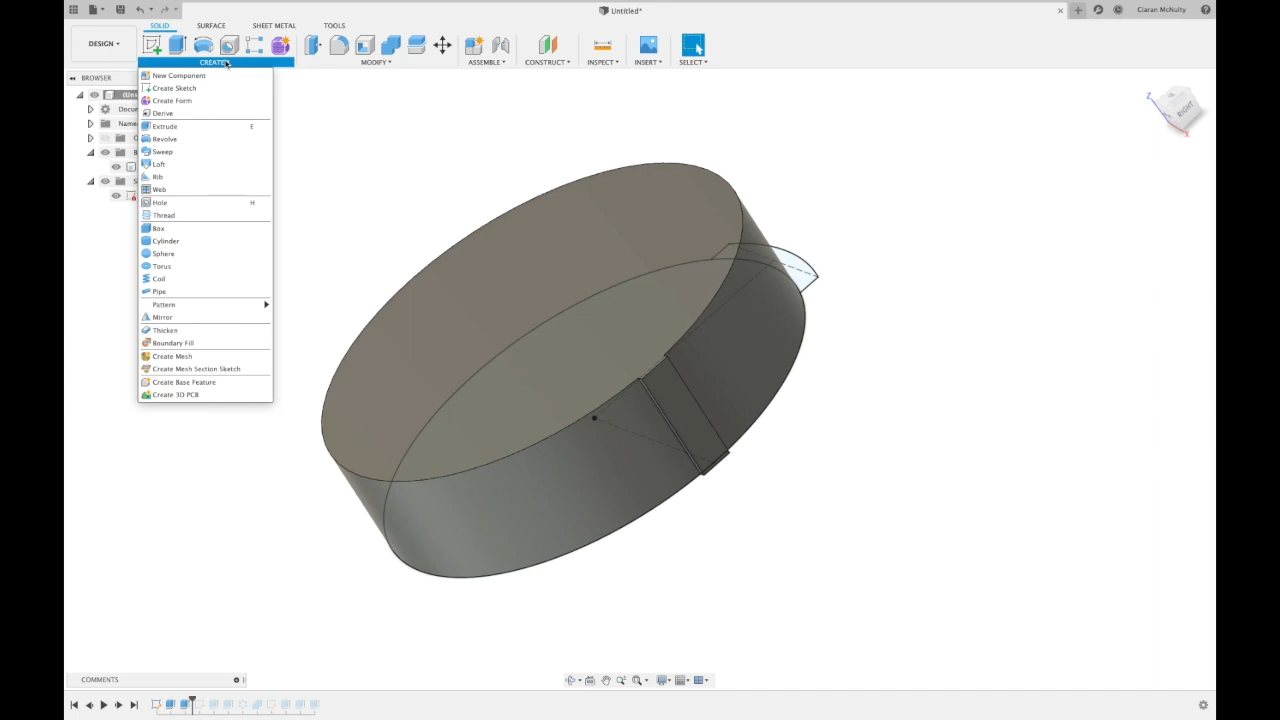 Untitled*
Ciaran McNulty
DESIGN
SOLID
SURFACE
SHEET METAL
TOOLS
CREATE
MODIFY
ASSEMBLE
CONSTRUCT
INSPECT
INSERT
SELECT
BROWSER
(Uns
Docum
Name
New Component
Create Sketch
Create Form
Derive
Extrude E
Revolve
Sweep
Loft
Rib
Web
Hole H
Thread
Box
Cylinder
Sphere
Torus
Coil
Pipe
Pattern
Mirror
Thicken
Boundary Fill
Create Mesh
Create Mesh Section Sketch
Create Base Feature
Create 3D PCB
Z
RIGHT
X
COMMENTS